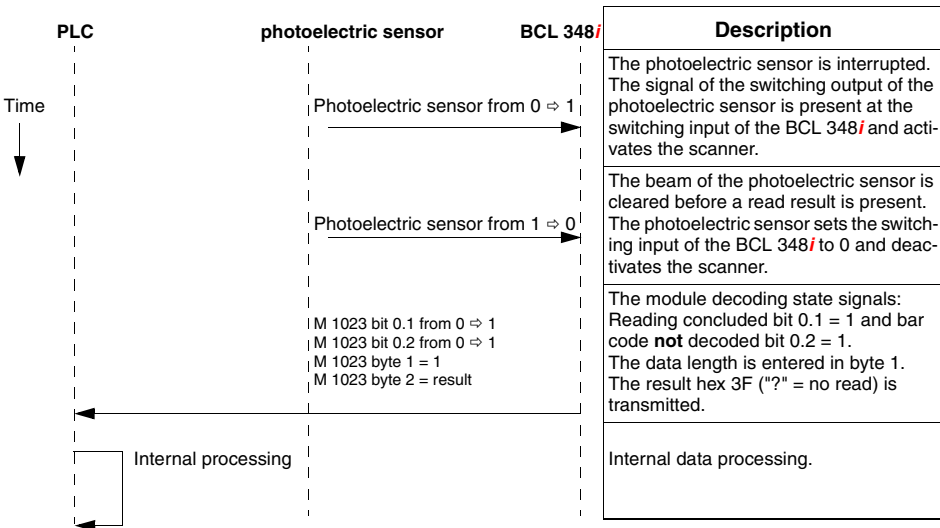 PLC photoelectric sensor BCL 348i Description
Time
Photoelectric sensor from 0 ⇨ 1
The photoelectric sensor is interrupted.
The signal of the switching output of the
photoelectric sensor is present at the
switching input of the BCL 348i and acti-
vates the scanner.
Photoelectric sensor from 1 ⇨ 0
The beam of the photoelectric sensor is
cleared before a read result is present.
The photoelectric sensor sets the switch-
ing input of the BCL 348i to 0 and deac-
tivates the scanner.
M 1023 bit 0.1 from 0 ⇨ 1
M 1023 bit 0.2 from 0 ⇨ 1
M 1023 byte 1 = 1
M 1023 byte 2 = result
The module decoding state signals:
Reading concluded bit 0.1 = 1 and bar
code not decoded bit 0.2 = 1.
The data length is entered in byte 1.
The result hex 3F ("?" = no read) is
transmitted.
Internal processing
Internal data processing.